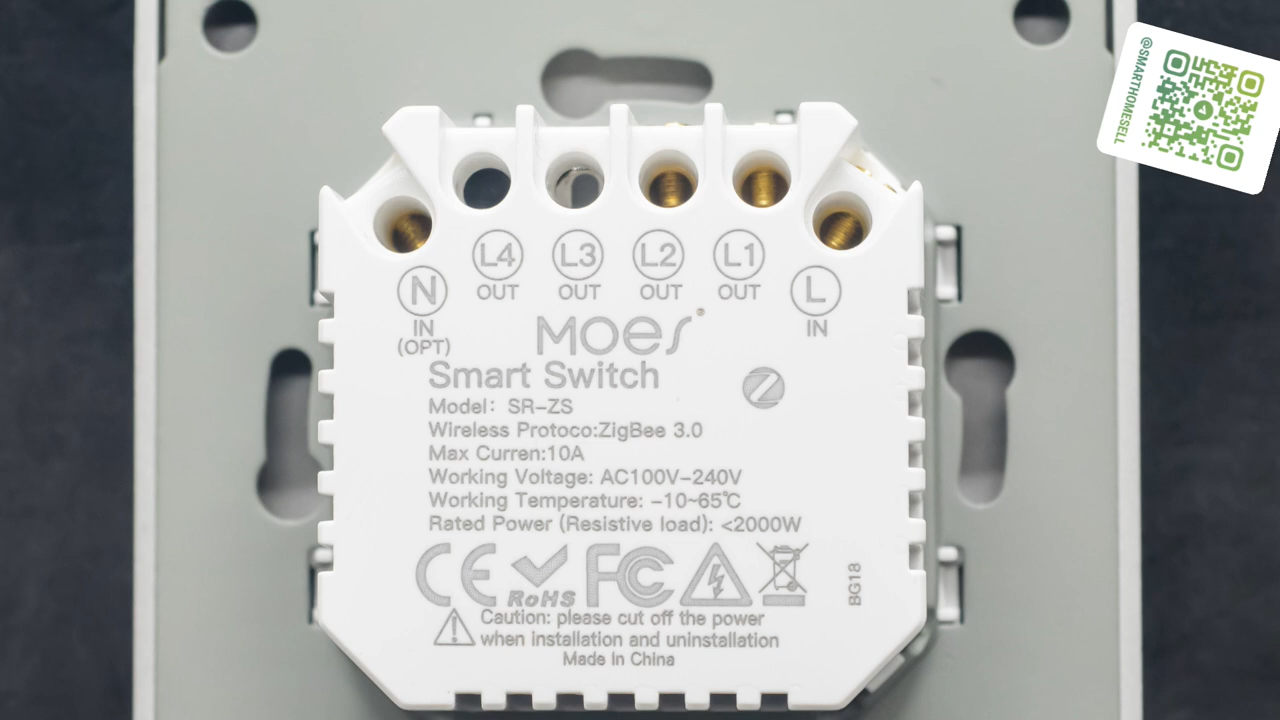 @SMARTHOMESELL
L4 L3 L2 L1
OUT OUT OUT OUT
N L
IN IN
(OPT)
MOES®
Smart Switch
Z
Model: SR-ZS
Wireless Protoco:ZigBee 3.0
Max Curren:10A
Working Voltage: AC100V-240V
Working Temperature: -10~65℃
Rated Power (Resistive load): <2000W
CE RoHS FC
BG18
Caution: please cut off the power
when installation and uninstallation
Made In China